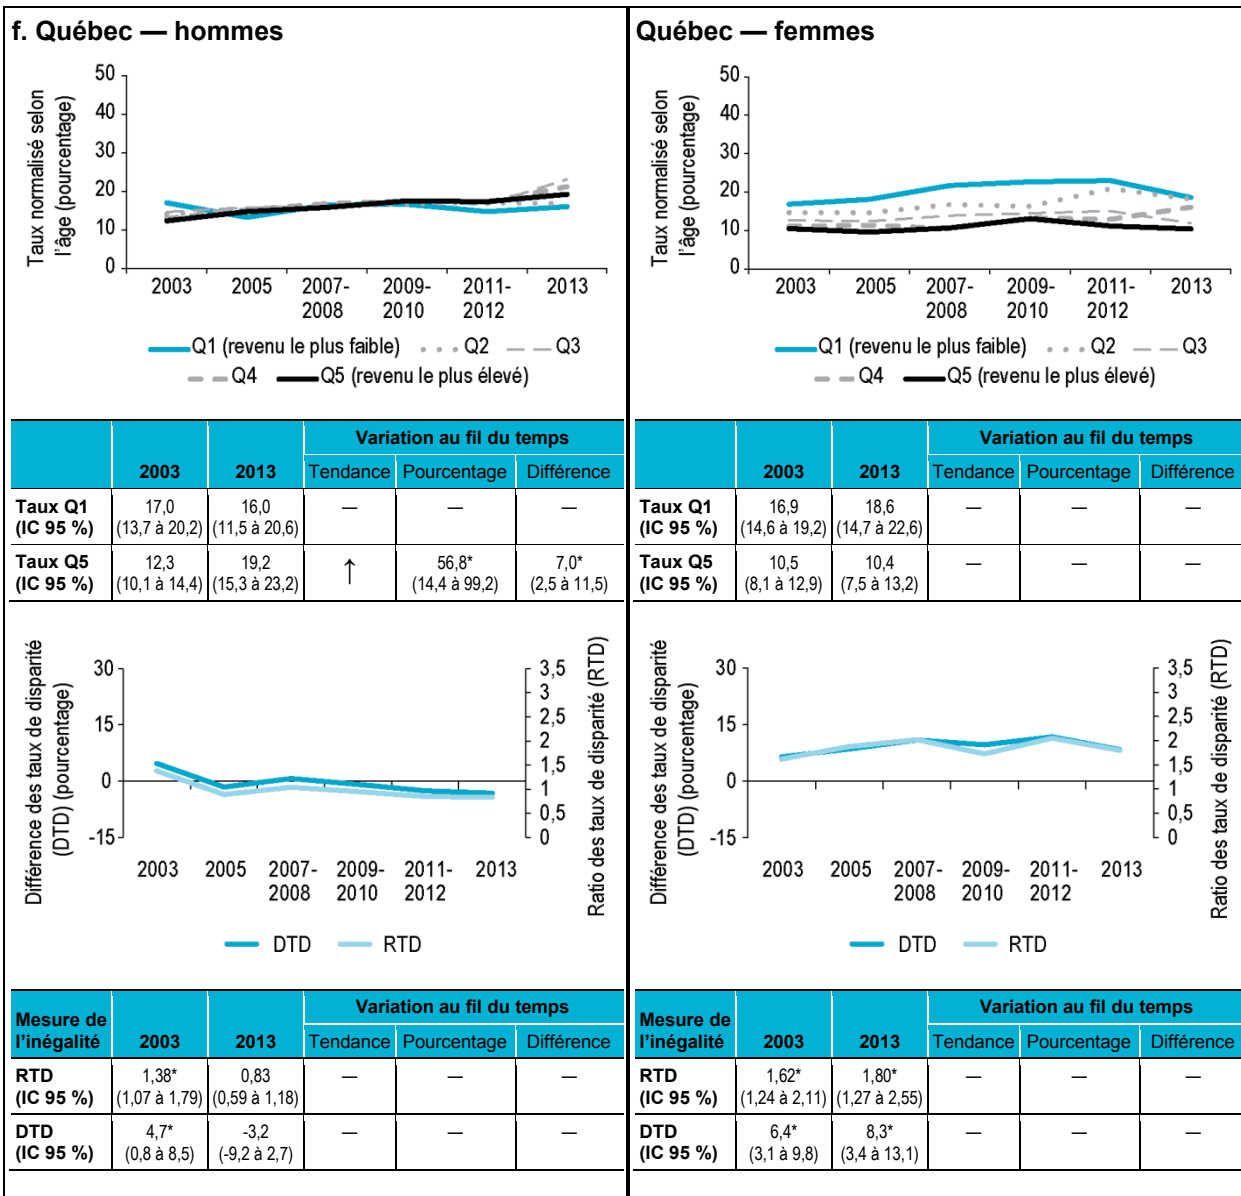 f. Québec — hommes
Taux normalisé selon
l’âge (pourcentage)
50
40
30
20
10
0
2003 2005 2007-
2008 2009-
2010 2011-
2012 2013
Q1 (revenu le plus faible) Q2 Q3
Q4 Q5 (revenu le plus élevé)
Variation au fil du temps
2003 2013 Tendance Pourcentage Différence
Taux Q1
(IC 95 %) 17,0
(13,7 à 20,2) 16,0
(11,5 à 20,6) — — —
Taux Q5
(IC 95 %) 12,3
(10,1 à 14,4) 19,2
(15,3 à 23,2) ↑ 56,8*
(14,4 à 99,2) 7,0*
(2,5 à 11,5)
Différence des taux de disparité
(DTD) (pourcentage)
30
15
0
-15
3,5
3
2,5
2
1,5
1
0,5
0
Ratio des taux de disparité (RTD)
2003 2005 2007-
2008 2009-
2010 2011-
2012 2013
DTD RTD
Mesure de
l’inégalité 2003 2013 Variation au fil du temps
Tendance Pourcentage Différence
RTD
(IC 95 %) 1,38*
(1,07 à 1,79) 0,83
(0,59 à 1,18) — — —
DTD
(IC 95 %) 4,7*
(0,8 à 8,5) -3,2
(-9,2 à 2,7) — — —
Québec — femmes
Taux normalisé selon
l’âge (pourcentage)
50
40
30
20
10
0
2003 2005 2007-
2008 2009-
2010 2011-
2012 2013
Q1 (revenu le plus faible) Q2 Q3
Q4 Q5 (revenu le plus élevé)
Variation au fil du temps
2003 2013 Tendance Pourcentage Différence
Taux Q1
(IC 95 %) 16,9
(14,6 à 19,2) 18,6
(14,7 à 22,6) — — —
Taux Q5
(IC 95 %) 10,5
(8,1 à 12,9) 10,4
(7,5 à 13,2) — — —
Différence des taux de disparité
(DTD) (pourcentage)
30
15
0
-15
3,5
3
2,5
2
1,5
1
0,5
0
Ratio des taux de disparité (RTD)
2003 2005 2007-
2008 2009-
2010 2011-
2012 2013
DTD RTD
Mesure de
l’inégalité 2003 2013 Variation au fil du temps
Tendance Pourcentage Différence
RTD
(IC 95 %) 1,62*
(1,24 à 2,11) 1,80*
(1,27 à 2,55) — — —
DTD
(IC 95 %) 6,4*
(3,1 à 9,8) 8,3*
(3,4 à 13,1) — — —